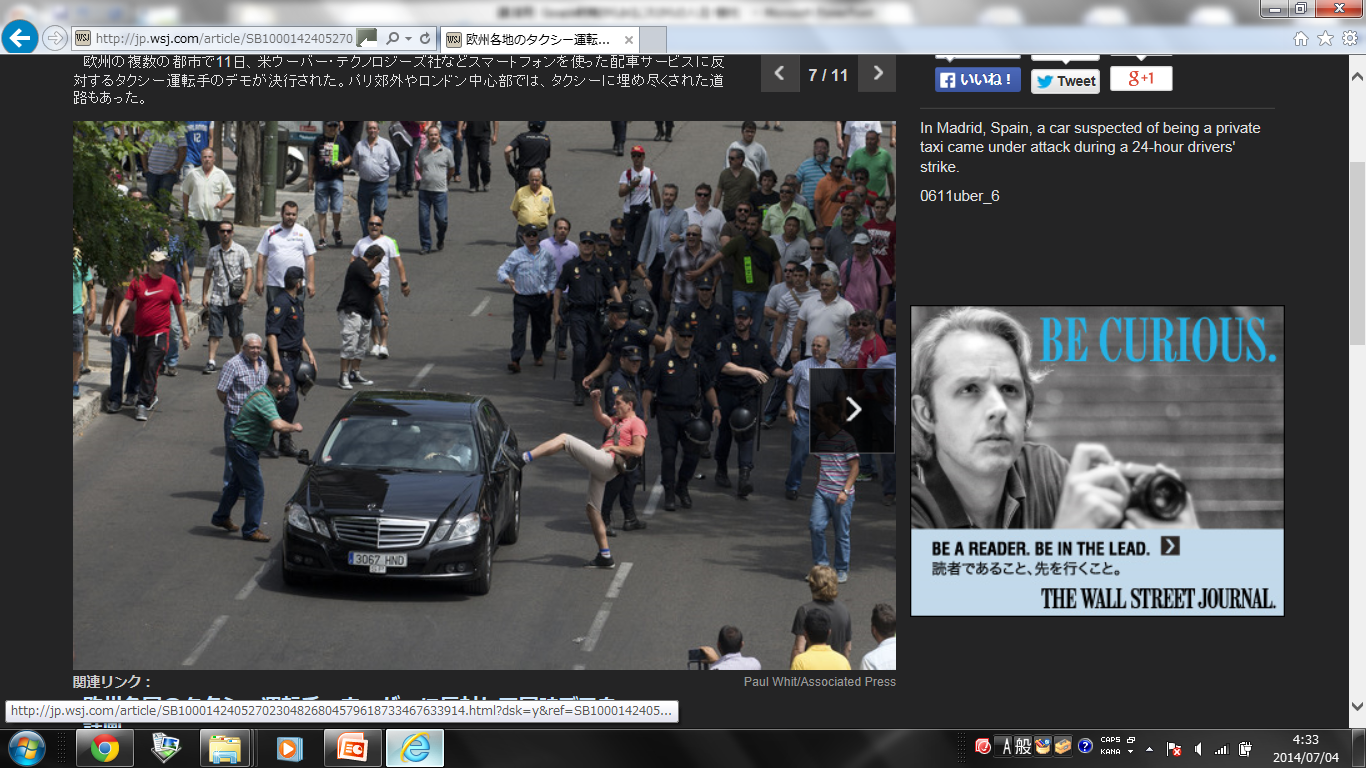 http://jp.wsj.com/article/SB1000142405270
WSJ 欧州各地のタクシー運転...
欧州の複数の都市で11日、米ウーバー・テクノロジーズ社などスマートフォンを使った配車サービスに反
対するタクシー運転手のデモが決行された。パリ郊外やロンドン中心部では、タクシーに埋め尽くされた道
路もあった。
7 / 11
いいね！
Tweet
g+1
In Madrid, Spain, a car suspected of being a private
taxi came under attack during a 24-hour drivers'
strike.
0611uber_6
3067 HND
BE CURIOUS.
BE A READER. BE IN THE LEAD.
読者であること、先を行くこと。
THE WALL STREET JOURNAL.
関連リンク：
Paul Whit/Associated Press
http://jp.wsj.com/article/SB10001424052702304826804579618733467633914.html?dsk=y&ref=SB1000142405...
A 般
CAPS
KANA
4:33
2014/07/04